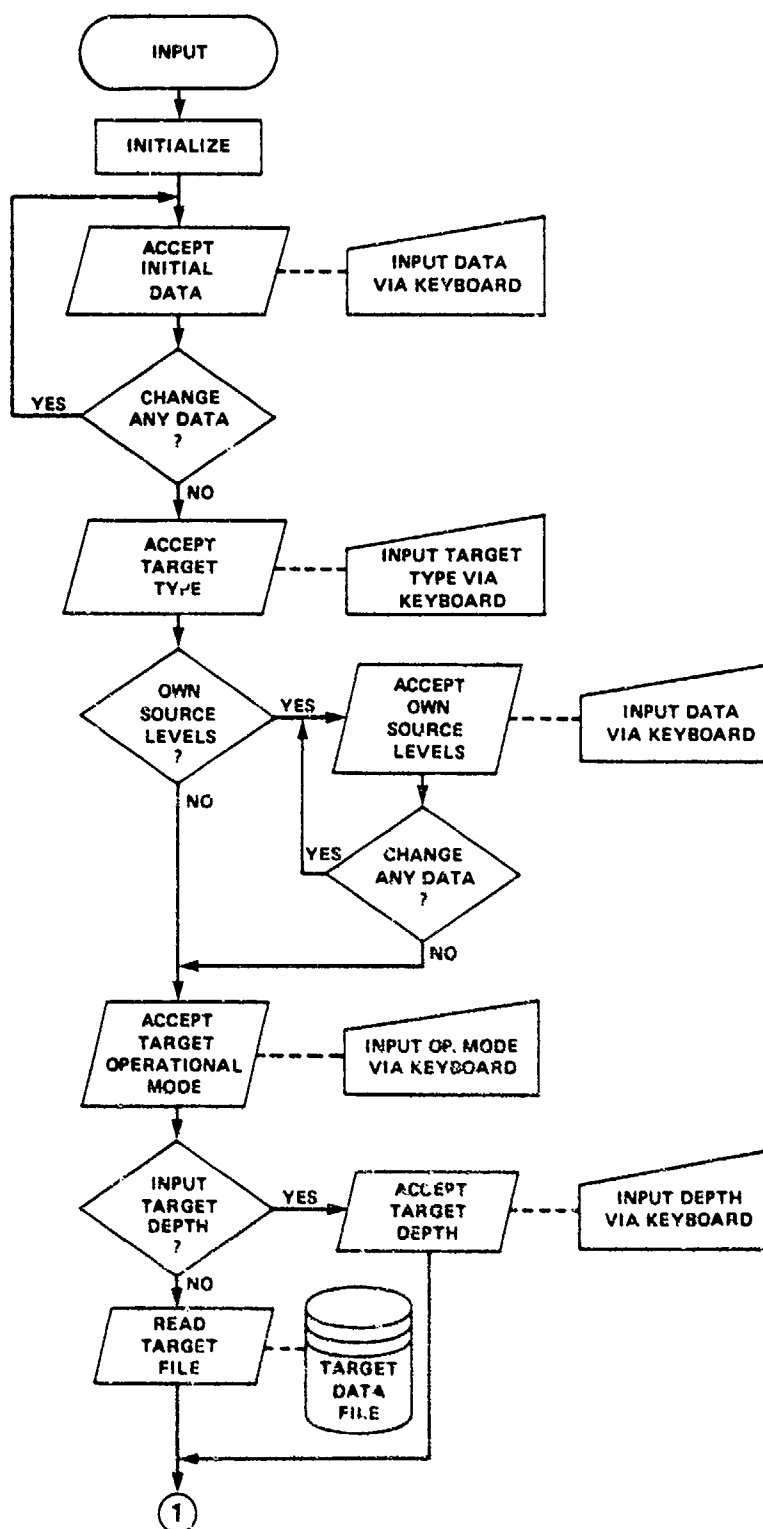 INPUT
INITIALIZE
ACCEPT
INITIAL
DATA
INPUT DATA
VIA KEYBOARD
CHANGE
ANY DATA
?
YES
NO
ACCEPT
TARGET
TYPE
INPUT TARGET
TYPE VIA
KEYBOARD
OWN
SOURCE
LEVELS
?
YES
NO
ACCEPT
OWN
SOURCE
LEVELS
INPUT DATA
VIA KEYBOARD
CHANGE
ANY DATA
?
YES
NO
ACCEPT
TARGET
OPERATIONAL
MODE
INPUT OP. MODE
VIA KEYBOARD
INPUT
TARGET
DEPTH
?
YES
NO
ACCEPT
TARGET
DEPTH
INPUT DEPTH
VIA KEYBOARD
READ
TARGET
FILE
TARGET
DATA
FILE
1